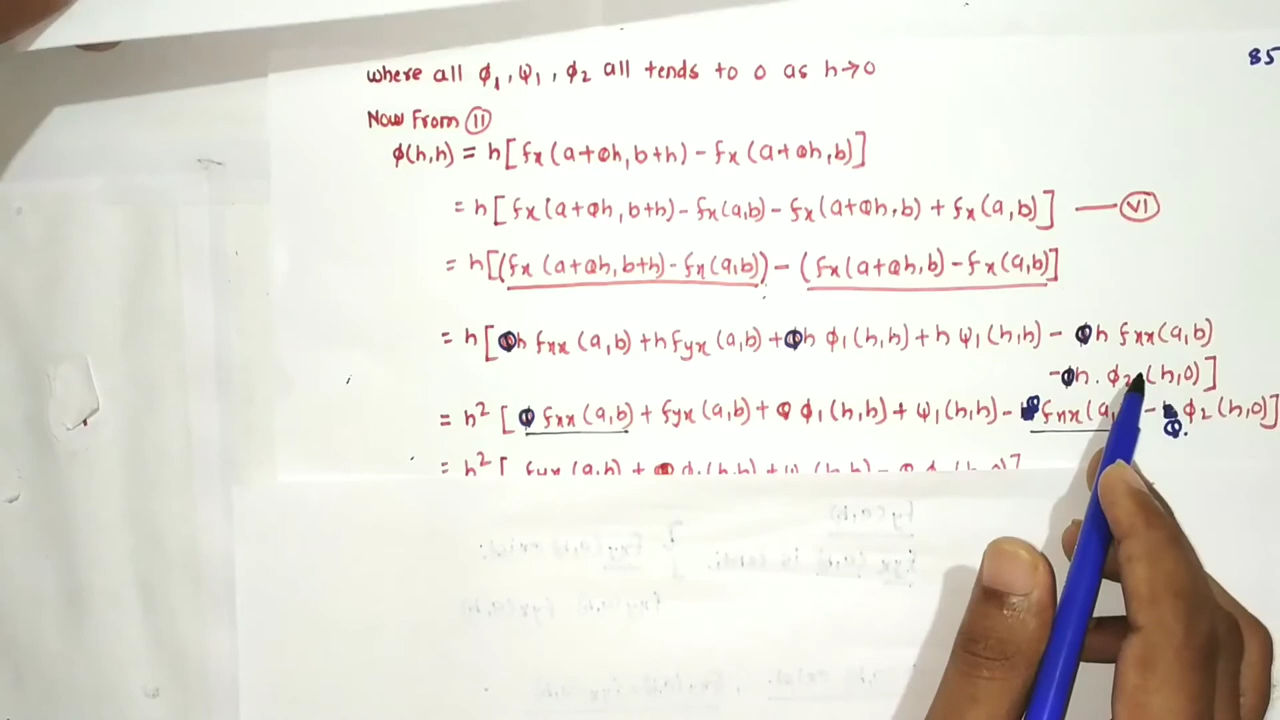 85
where all ϕ₁, ψ₁, ϕ₂ all tends to 0 as h→0
Now From (II)
ϕ(h,h) = h[fx(a+θh, b+h) - fx(a+θh, b)]
= h[fx(a+θh, b+h) - fx(a,b) - fx(a+θh, b) + fx(a,b)] — (VI)
= h[(fx(a+θh, b+h) - fx(a,b)) - (fx(a+θh, b) - fx(a,b)]
= h[θh fxx(a,b) + h fyx(a,b) + θh ϕ₁(h,h) + h ψ₁(h,h) - θh fxx(a,b)
- θh. ϕ₂(h,0)]
= h² [θ fxx(a,b) + fyx(a,b) + θ ϕ₁(h,h) + ψ₁(h,h) - θ fxx(a, - θ ϕ₂(h,0)]
= h² [fyx(a,b) +